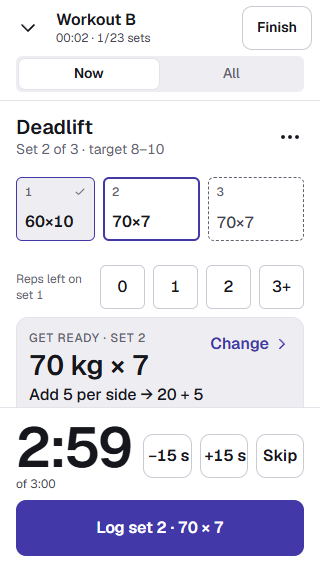 Workout B
00:02 · 1/23 sets
Finish
Now
All
Deadlift
Set 2 of 3 · target 8–10
1
60×10
2
70×7
3
70×7
Reps left on
set 1
0
1
2
3+
GET READY · SET 2
Change
70 kg × 7
Add 5 per side → 20 + 5
2:59
of 3:00
−15 s
+15 s
Skip
Log set 2 · 70 × 7